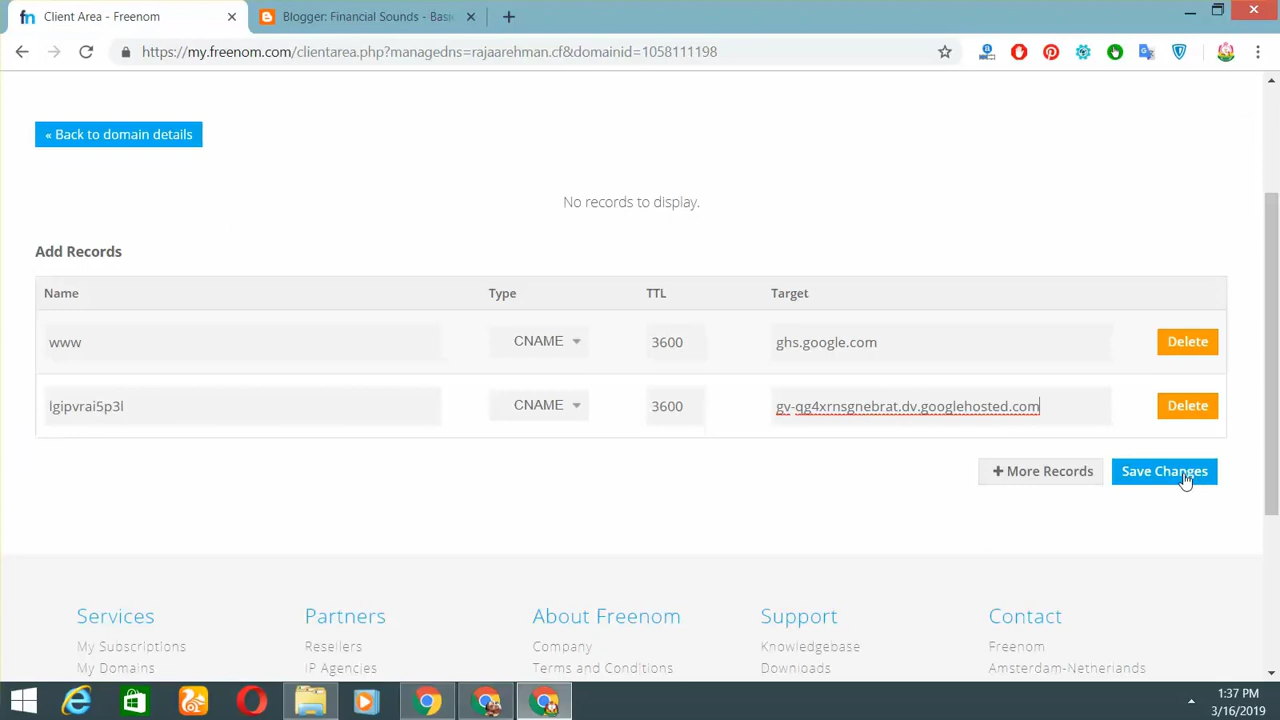 Client Area - Freenom
Blogger: Financial Sounds - Basi
https://my.freenom.com/clientarea.php?managedns=rajaarehman.cf&domainid=1058111198
« Back to domain details
No records to display.
Add Records
Name Type TTL Target
www CNAME 3600 ghs.google.com Delete
lgipvrai5p3l CNAME 3600 gv-qg4xrnsgnebrat.dv.googlehosted.com Delete
+ More Records Save Changes
Services Partners About Freenom Support Contact
My Subscriptions Resellers Company Knowledgebase Freenom
My Domains IP Agencies Terms and Conditions Downloads Amsterdam-Netherlands
1:37 PM
3/16/2019